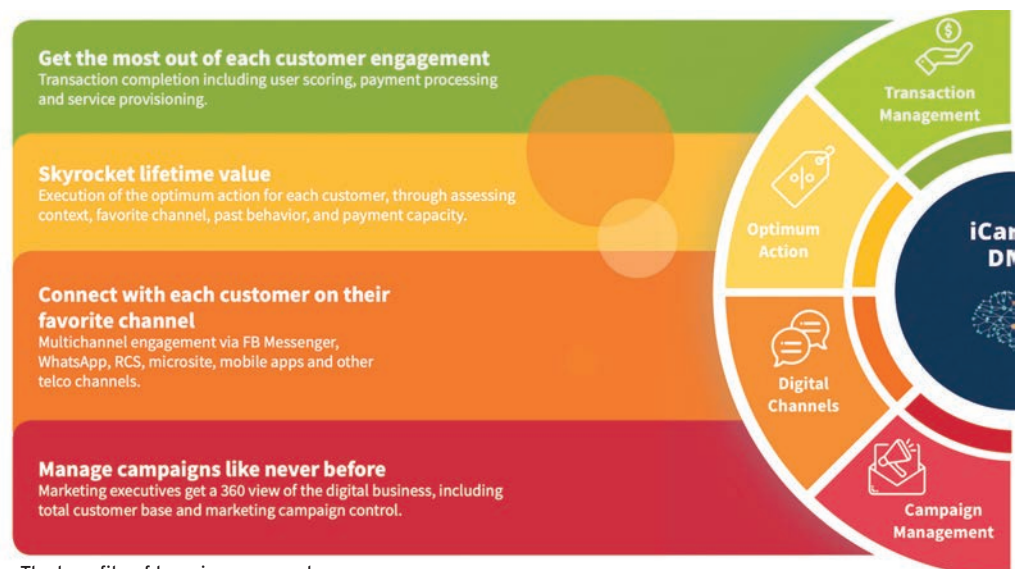 Get the most out of each customer engagement
Transaction completion including user scoring, payment processing
and service provisioning.
Skyrocket lifetime value
Execution of the optimum action for each customer, through assessing
context, favorite channel, past behavior, and payment capacity.
Connect with each customer on their
favorite channel
Multichannel engagement via FB Messenger,
WhatsApp, RCS, microsite, mobile apps and other
telco channels.
Manage campaigns like never before
Marketing executives get a 360 view of the digital business, including
total customer base and marketing campaign control.
$
Transaction
Management
Optimum
Action
Digital
Channels
Campaign
Management